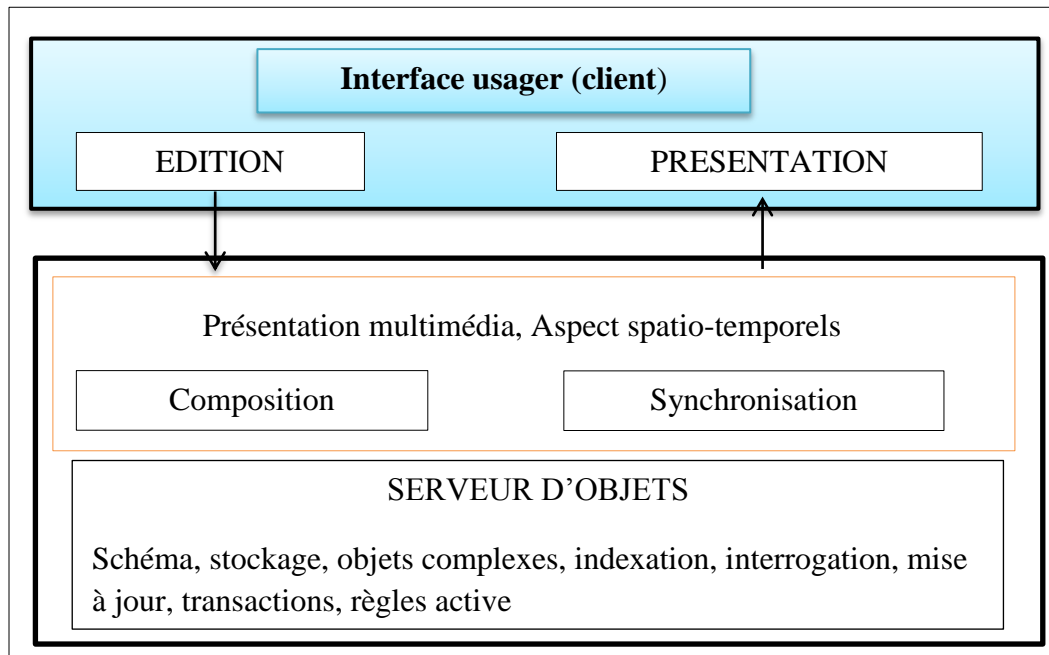 Interface usager (client)
EDITION
PRESENTATION
Présentation multimédia, Aspect spatio-temporels
Composition
Synchronisation
SERVEUR D’OBJETS
Schéma, stockage, objets complexes, indexation, interrogation, mise
à jour, transactions, règles active